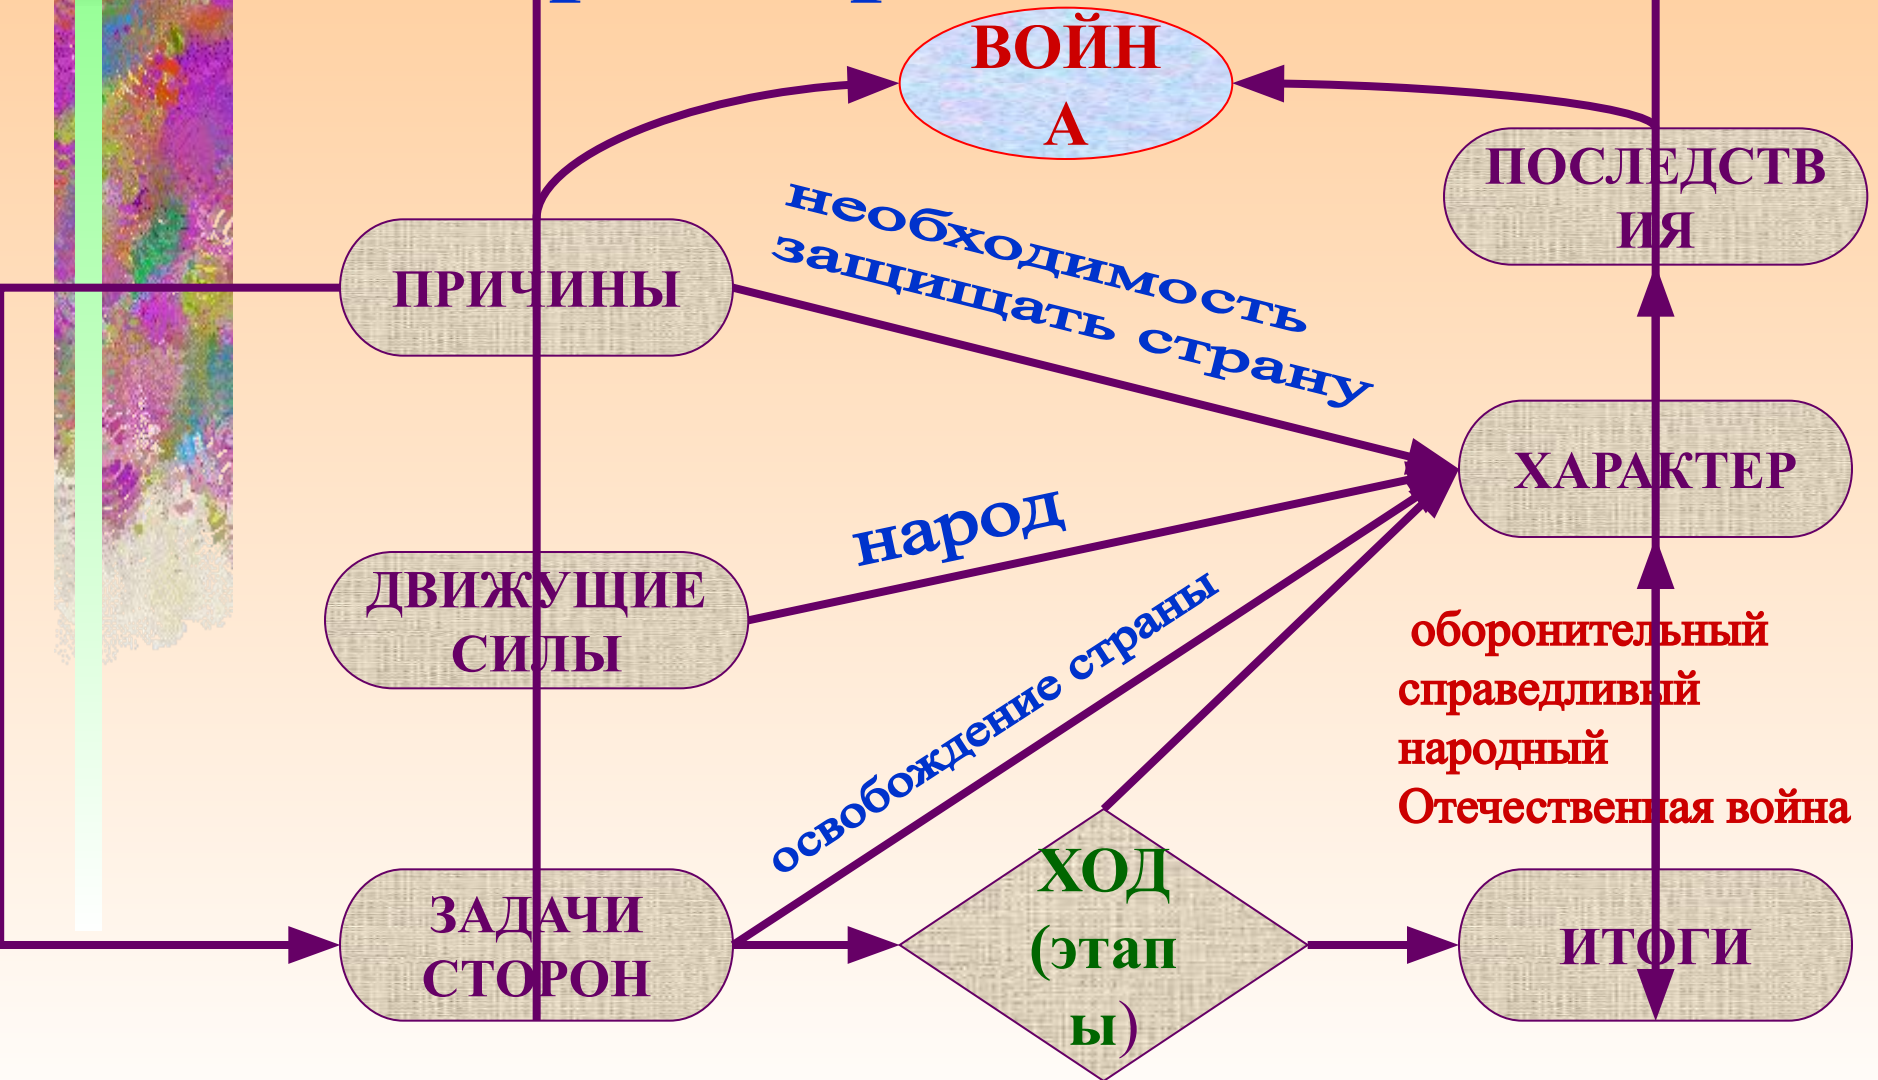 ВОЙН
А
ПОСЛЕДСТВ
ИЯ
необходимость
защищать страну
ПРИЧИНЫ
ХАРАКТЕР
народ
ДВИЖУЩИЕ
СИЛЫ
освобождение страны
оборонительный
справедливый
народный
Отечественная война
ЗАДАЧИ
СТОРОН
ХОД
(этап
ы)
ИТОГИ